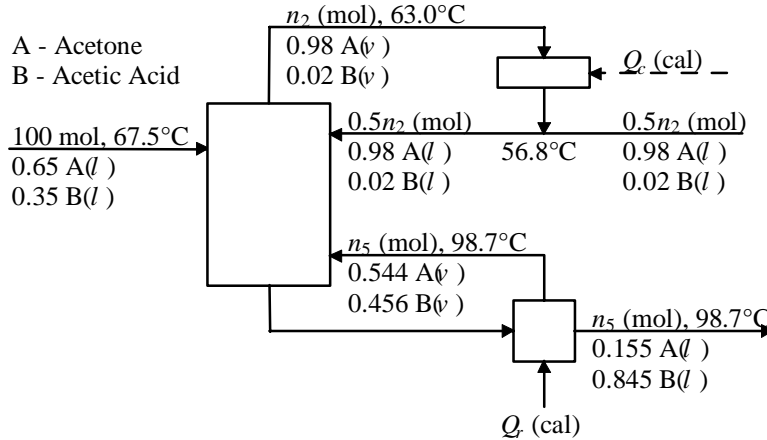 n₂ (mol), 63.0°C
0.98 A(v)
0.02 B(v)
A - Acetone
B - Acetic Acid
Q_c (cal)
100 mol, 67.5°C
0.65 A(l)
0.35 B(l)
0.5n₂ (mol)
0.98 A(l)
0.02 B(l)
56.8°C
0.5n₂ (mol)
0.98 A(l)
0.02 B(l)
n₅ (mol), 98.7°C
0.544 A(v)
0.456 B(v)
n₅ (mol), 98.7°C
0.155 A(l)
0.845 B(l)
Q_r (cal)